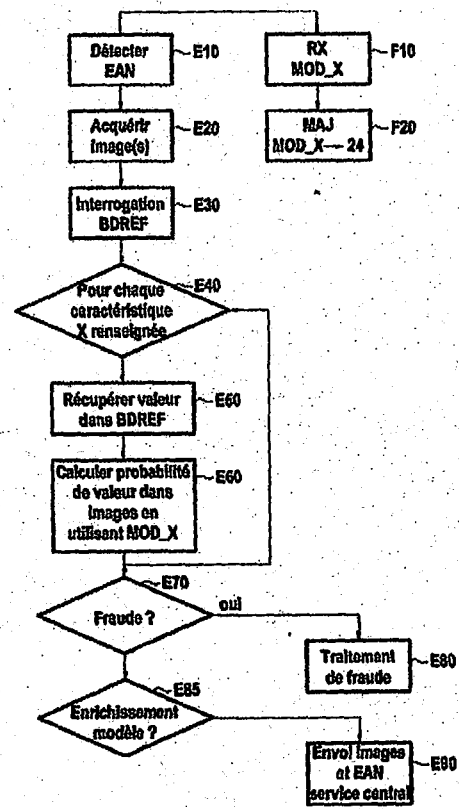 Détecter
EAN
E10
RX
MOD_X
F10
Acquérir
image(s)
E20
MAJ
MOD_X — 24
F20
Interrogation
BDREF
E30
Pour chaque
caractéristique
X renseignée
E40
Récupérer valeur
dans BDREF
E50
Calculer probabilité
de valeur dans
images en
utilisant MOD_X
E60
Fraude ?
E70
oui
Traitement
de fraude
E80
Enrichissement
modèle ?
E85
Envoi images
et EAN
service central
E90